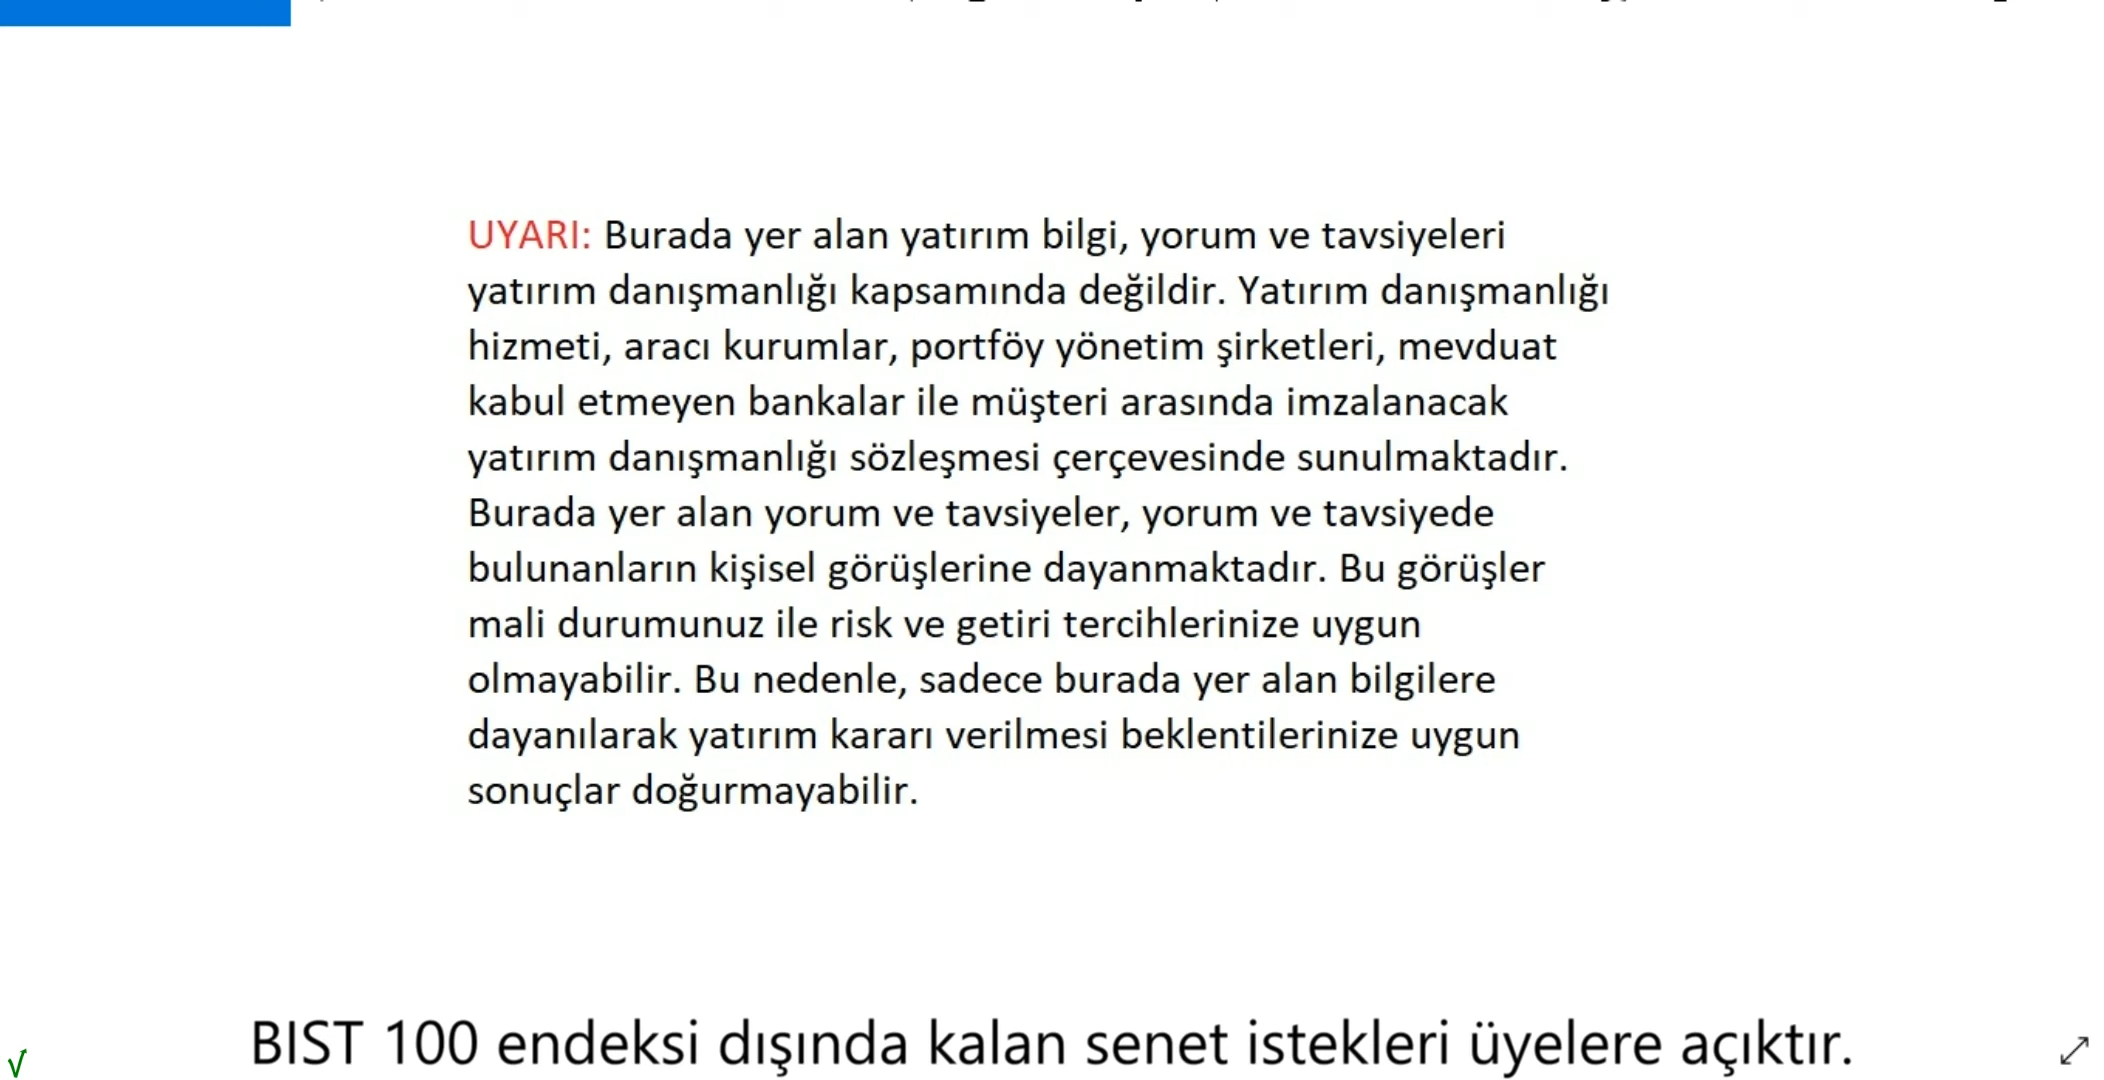 UYARI: Burada yer alan yatırım bilgi, yorum ve tavsiyeleri
yatırım danışmanlığı kapsamında değildir. Yatırım danışmanlığı
hizmeti, aracı kurumlar, portföy yönetim şirketleri, mevduat
kabul etmeyen bankalar ile müşteri arasında imzalanacak
yatırım danışmanlığı sözleşmesi çerçevesinde sunulmaktadır.
Burada yer alan yorum ve tavsiyeler, yorum ve tavsiyede
bulunanların kişisel görüşlerine dayanmaktadır. Bu görüşler
mali durumunuz ile risk ve getiri tercihlerinize uygun
olmayabilir. Bu nedenle, sadece burada yer alan bilgilere
dayanılarak yatırım kararı verilmesi beklentilerinize uygun
sonuçlar doğurmayabilir.
BIST 100 endeksi dışında kalan senet istekleri üyelere açıktır.